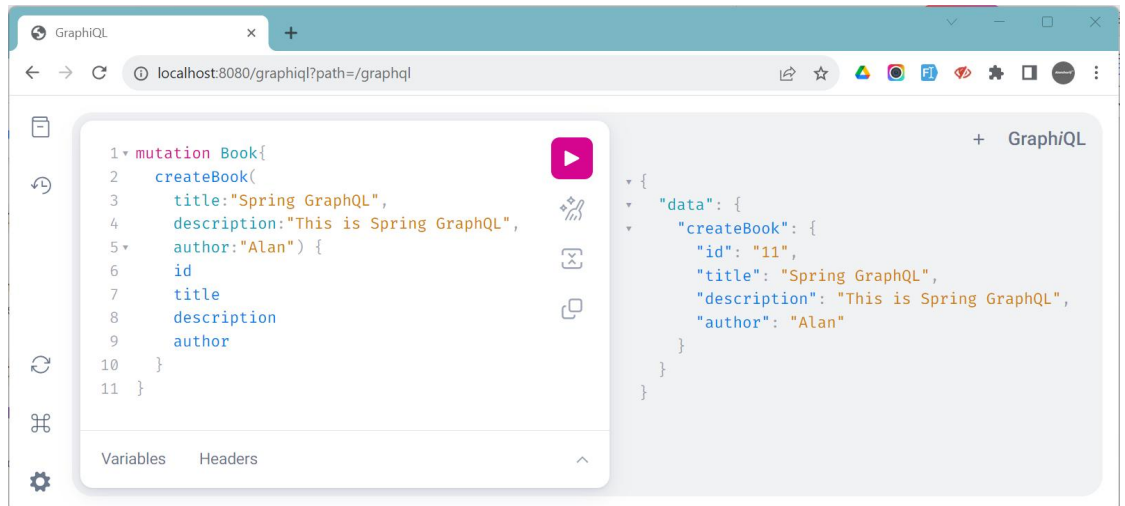 GraphiQL
localhost:8080/graphiql?path=/graphql
+ GraphiQL
1 mutation Book{
2 createBook(
3 title:"Spring GraphQL",
4 description:"This is Spring GraphQL",
5 author:"Alan") {
6 id
7 title
8 description
9 author
10 }
11 }
Variables Headers
{
"data": {
"createBook": {
"id": "11",
"title": "Spring GraphQL",
"description": "This is Spring GraphQL",
"author": "Alan"
}
}
}